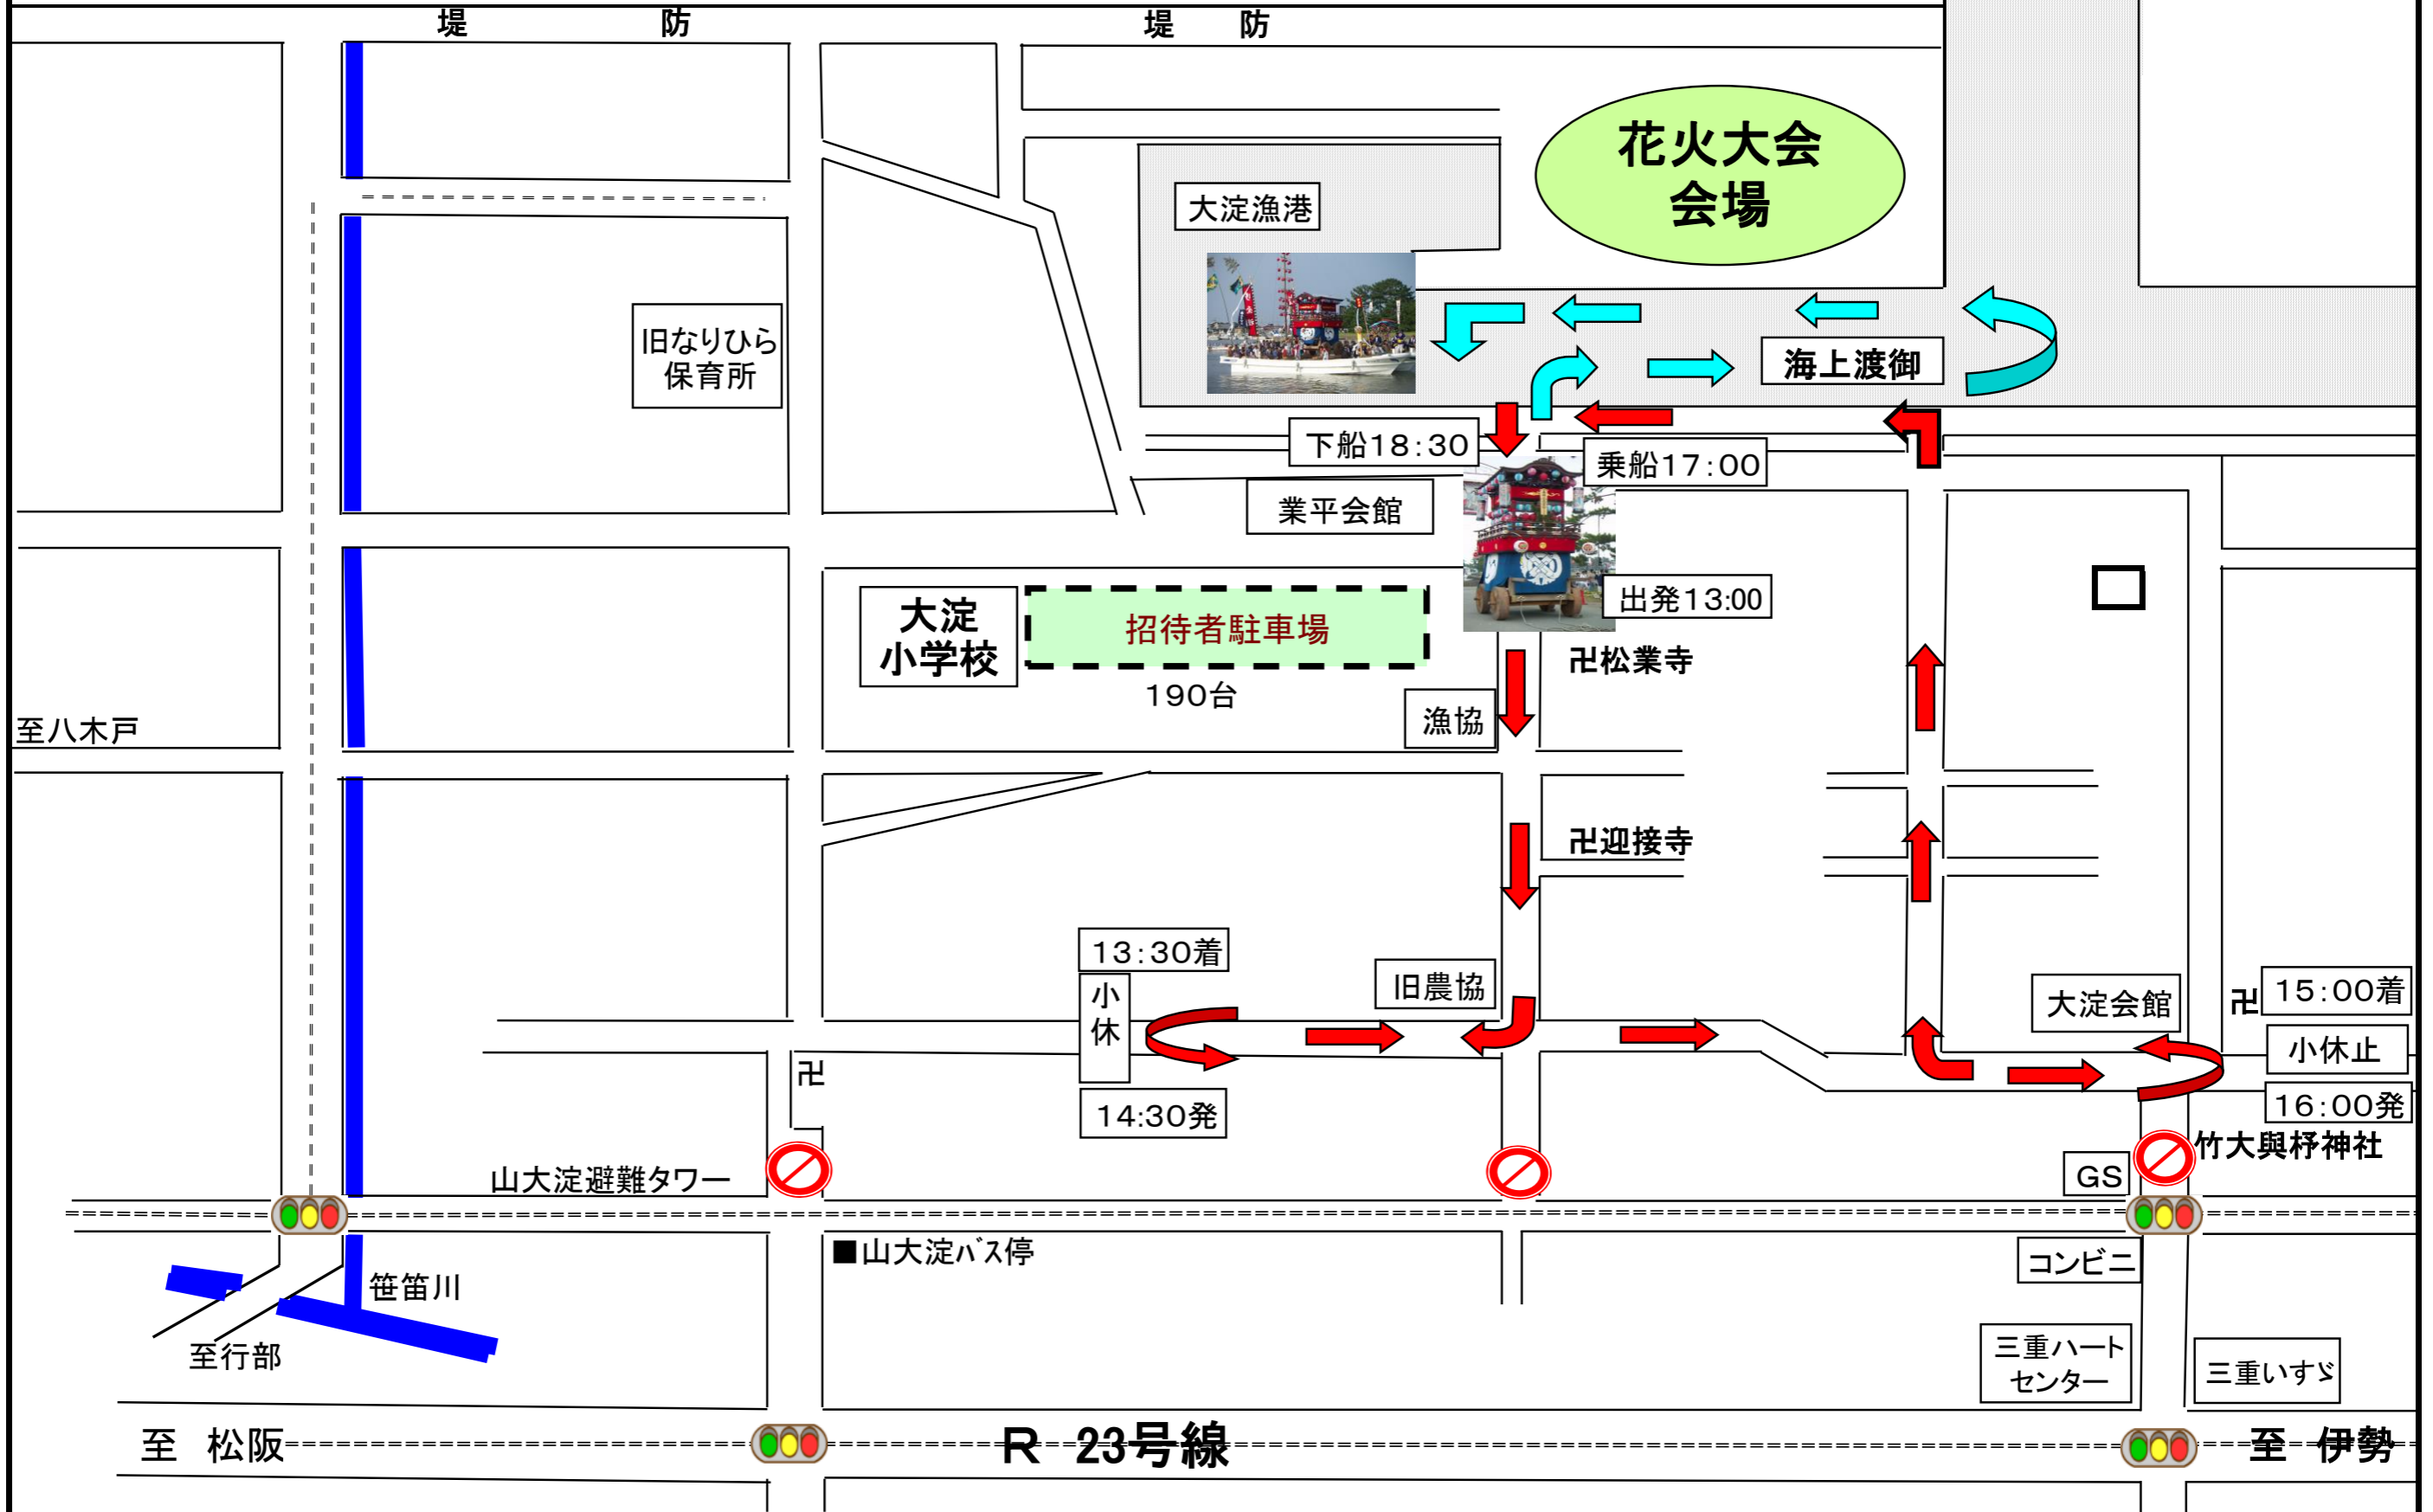 堤　防
堤　防
花火大会
会場
大淀漁港
旧なりひら
保育所
海上渡御
下船18:30
乗船17:00
業平会館
出発13:00
大淀
小学校
招待者駐車場
190台
卍松業寺
漁協
至八木戸
卍迎接寺
13:30着
小休
14:30発
旧農協
大淀会館
卍
15:00着
小休止
16:00発
卍
竹大與杼神社
山大淀避難タワー
GS
■山大淀バス停
コンビニ
笹笛川
至行部
三重ハート
センター
三重いすゞ
至 松阪
R 23号線
至 伊勢